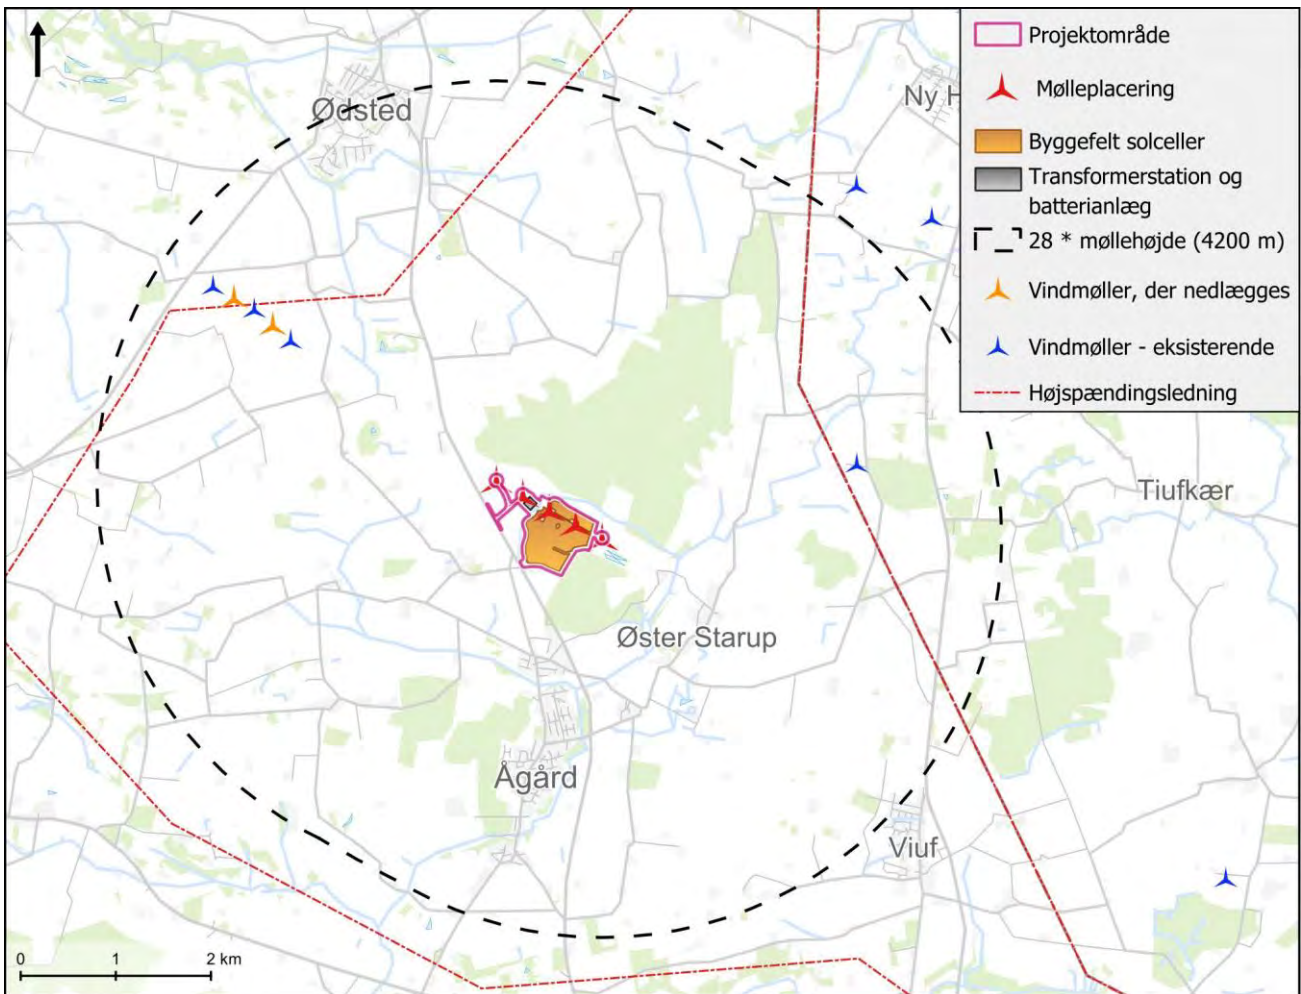 Projektområde
Mølleplacering
Byggefelt solceller
Transformerstation og
batterianlæg
28 * møllehøjde (4200 m)
Vindmøller, der nedlægges
Vindmøller - eksisterende
Højspændingsledning
Ødsted
Ny H
Tiufkær
Øster Starup
Ågård
Viuf
0 1 2 km